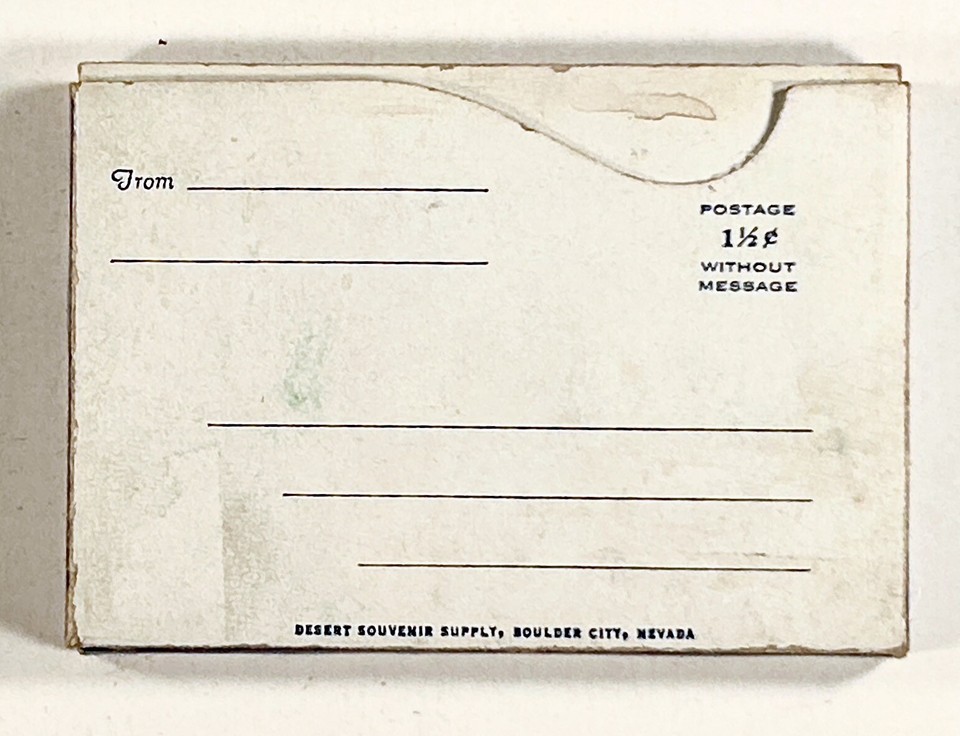 From
POSTAGE
1½¢
WITHOUT
MESSAGE
DESERT SOUVENIR SUPPLY, BOULDER CITY, NEVADA